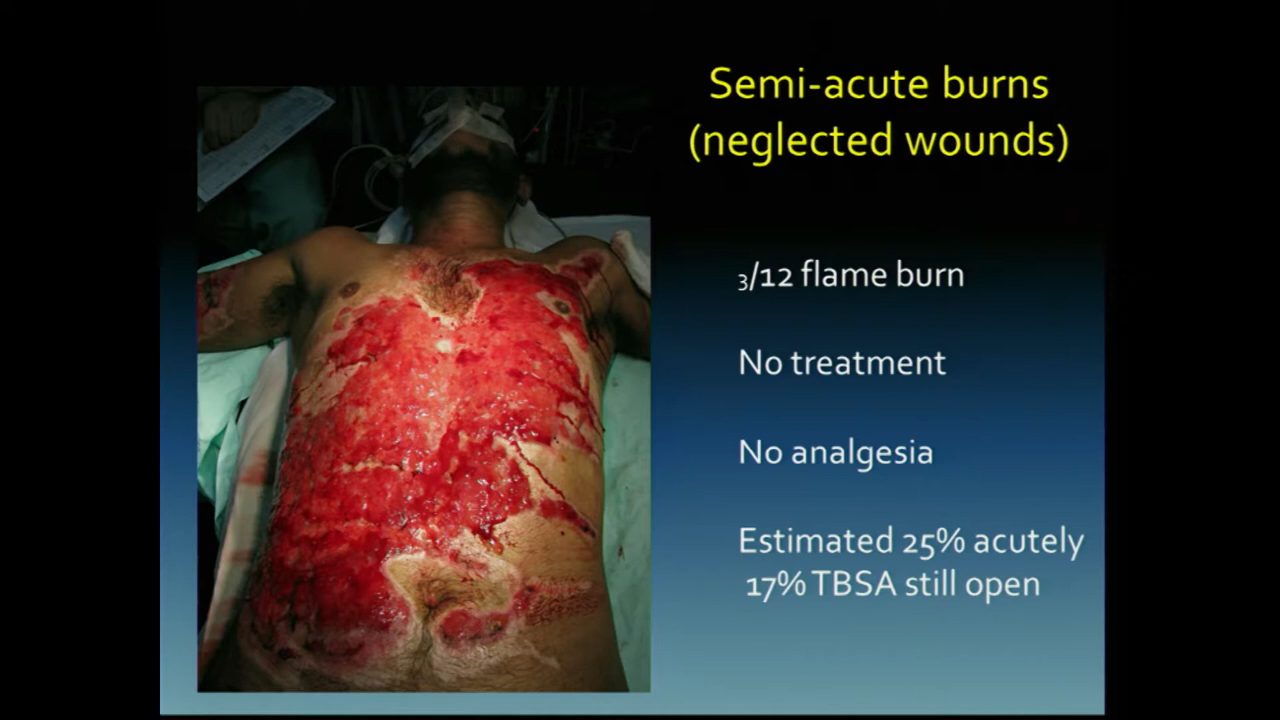 Semi-acute burns
(neglected wounds)
3/12 flame burn
No treatment
No analgesia
Estimated 25% acutely
17% TBSA still open